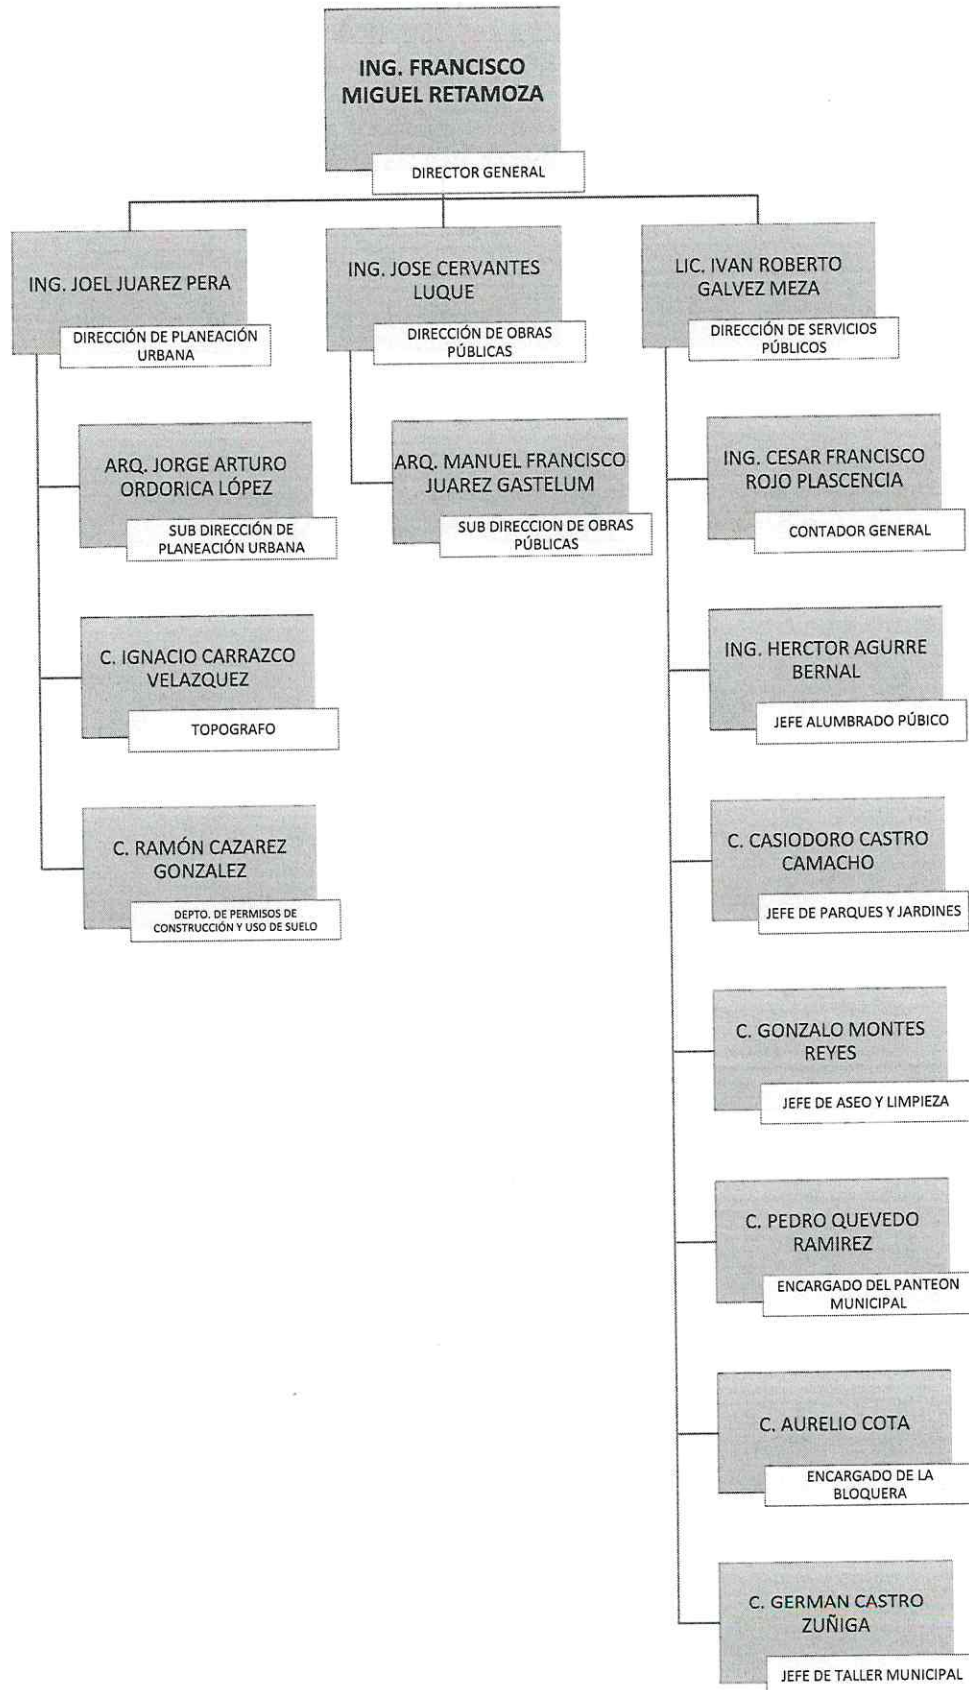 ING. FRANCISCO
MIGUEL RETAMOZA
DIRECTOR GENERAL
ING. JOEL JUAREZ PERA
DIRECCIÓN DE PLANEACIÓN
URBANA
ARQ. JORGE ARTURO
ORDORICA LÓPEZ
SUB DIRECCIÓN DE
PLANEACIÓN URBANA
C. IGNACIO CARRAZCO
VELAZQUEZ
TOPOGRAFO
C. RAMÓN CAZAREZ
GONZALEZ
DEPTO. DE PERMISOS DE
CONSTRUCCIÓN Y USO DE SUELO
ING. JOSE CERVANTES
LUQUE
DIRECCIÓN DE OBRAS
PÚBLICAS
ARQ. MANUEL FRANCISCO
JUAREZ GASTELUM
SUB DIRECCION DE OBRAS
PÚBLICAS
LIC. IVAN ROBERTO
GALVEZ MEZA
DIRECCIÓN DE SERVICIOS
PÚBLICOS
ING. CESAR FRANCISCO
ROJO PLASCENCIA
CONTADOR GENERAL
ING. HERCTOR AGURRE
BERNAL
JEFE ALUMBRADO PÚBICO
C. CASIODORO CASTRO
CAMACHO
JEFE DE PARQUES Y JARDINES
C. GONZALO MONTES
REYES
JEFE DE ASEO Y LIMPIEZA
C. PEDRO QUEVEDO
RAMIREZ
ENCARGADO DEL PANTEON
MUNICIPAL
C. AURELIO COTA
ENCARGADO DE LA
BLOQUERA
C. GERMAN CASTRO
ZUÑIGA
JEFE DE TALLER MUNICIPAL